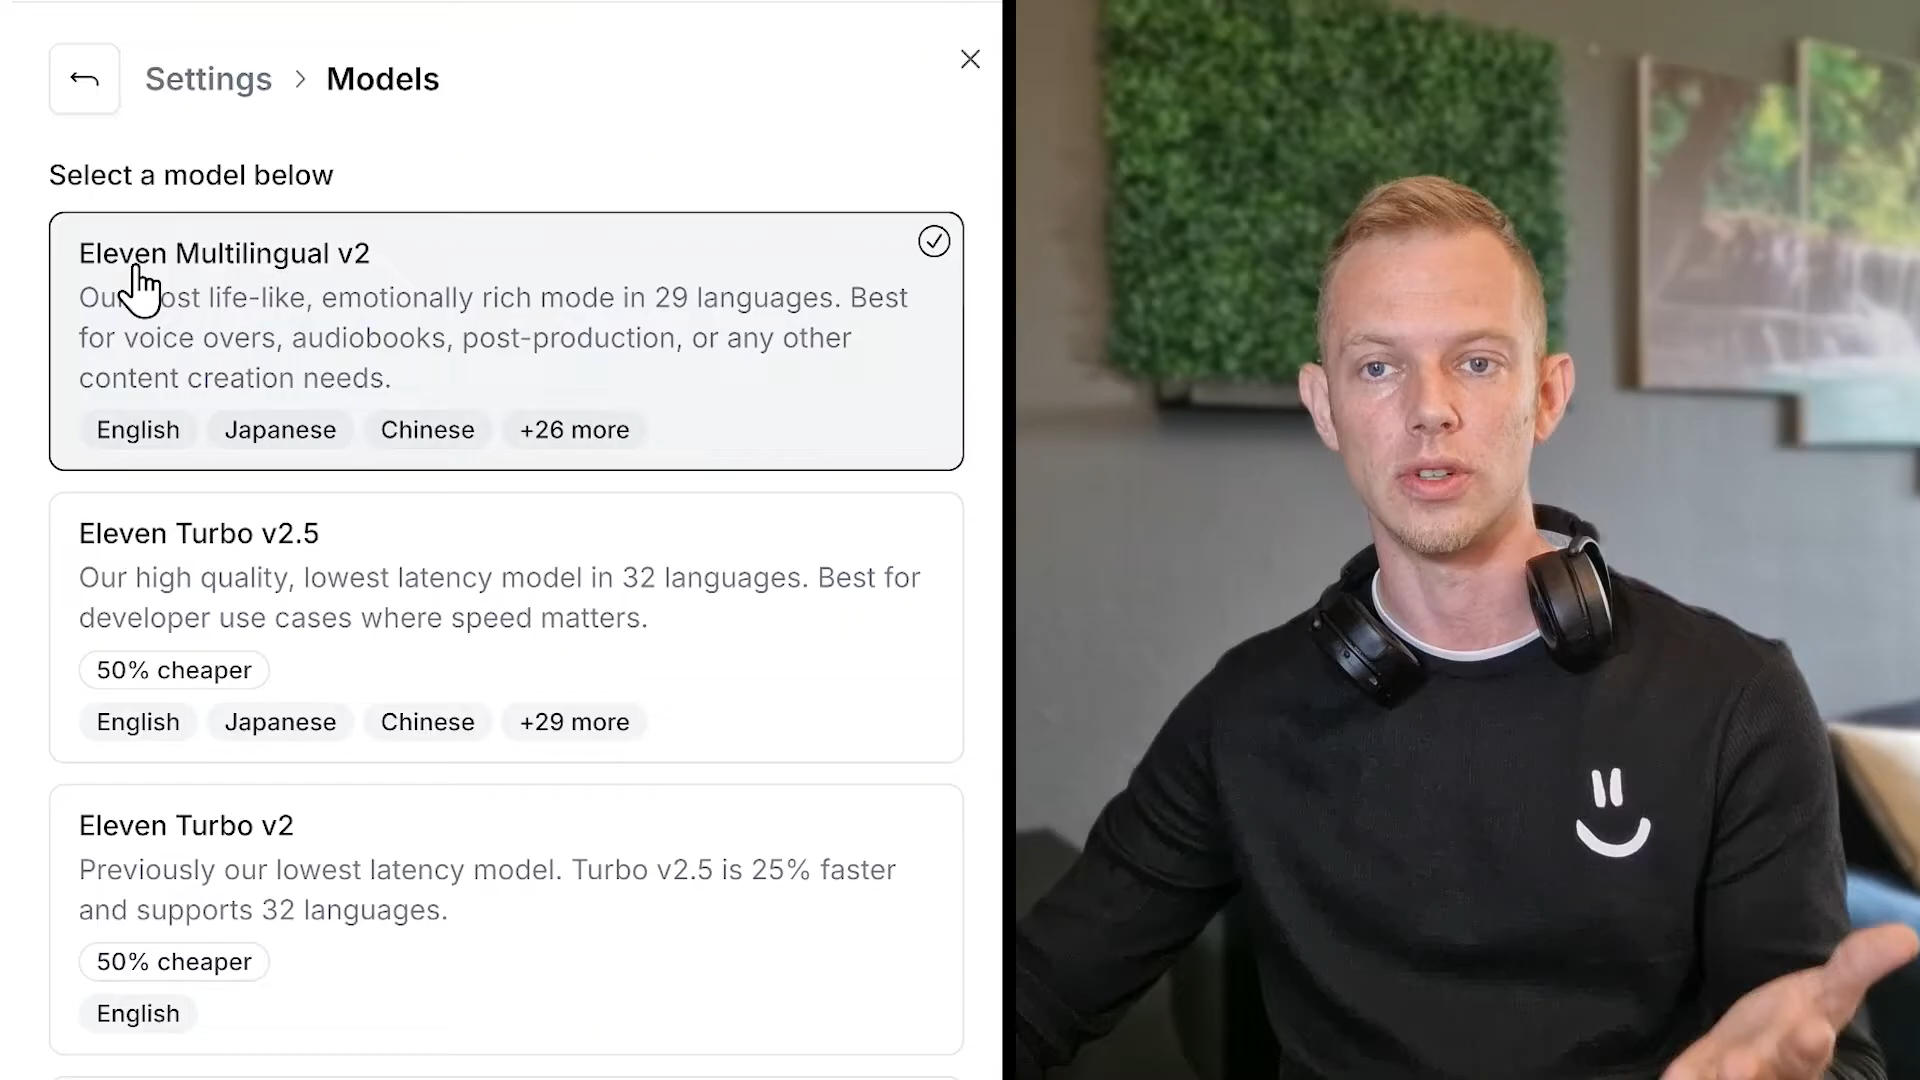 Settings > Models
Select a model below
Eleven Multilingual v2
Our most life-like, emotionally rich mode in 29 languages. Best
for voice overs, audiobooks, post-production, or any other
content creation needs.
English Japanese Chinese +26 more
Eleven Turbo v2.5
Our high quality, lowest latency model in 32 languages. Best for
developer use cases where speed matters.
50% cheaper
English Japanese Chinese +29 more
Eleven Turbo v2
Previously our lowest latency model. Turbo v2.5 is 25% faster
and supports 32 languages.
50% cheaper
English